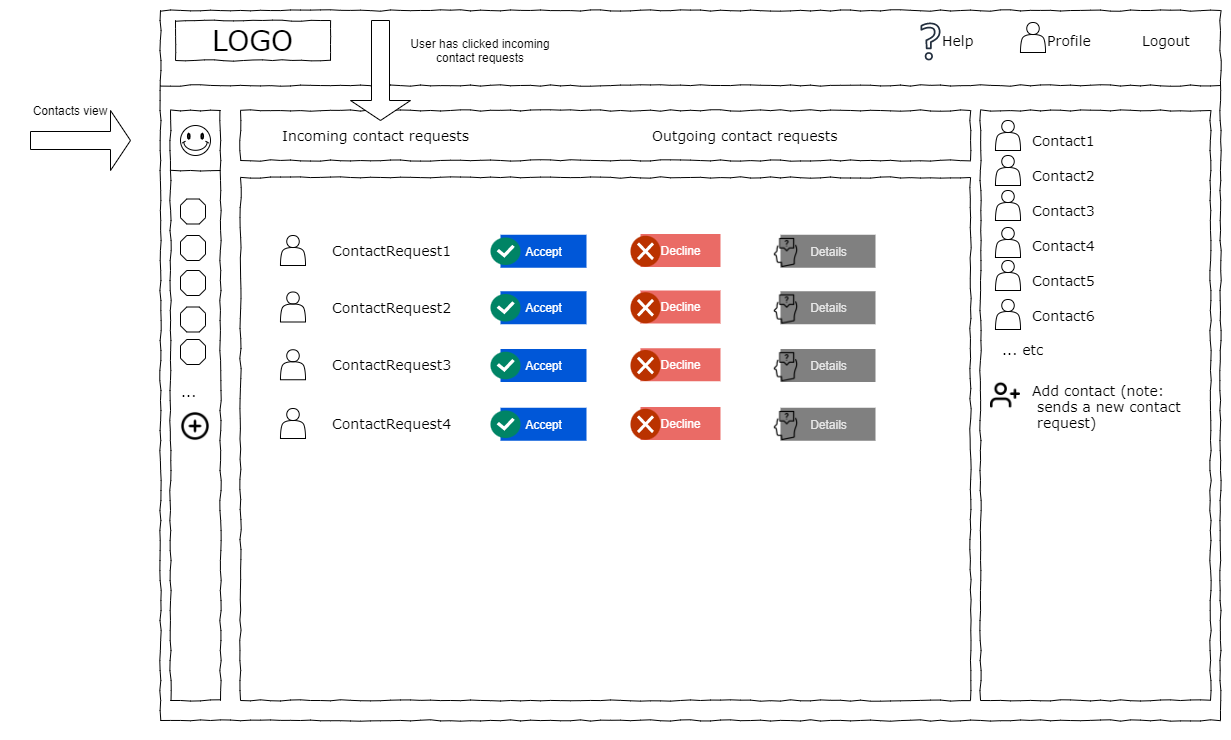 LOGO
User has clicked incoming
contact requests
Help
Profile
Logout
Contacts view
Incoming contact requests
Outgoing contact requests
ContactRequest1
Accept
Decline
? Details
ContactRequest2
Accept
Decline
? Details
ContactRequest3
Accept
Decline
? Details
ContactRequest4
Accept
Decline
? Details
Contact1
Contact2
Contact3
Contact4
Contact5
Contact6
... etc
Add contact (note:
sends a new contact
request)
...